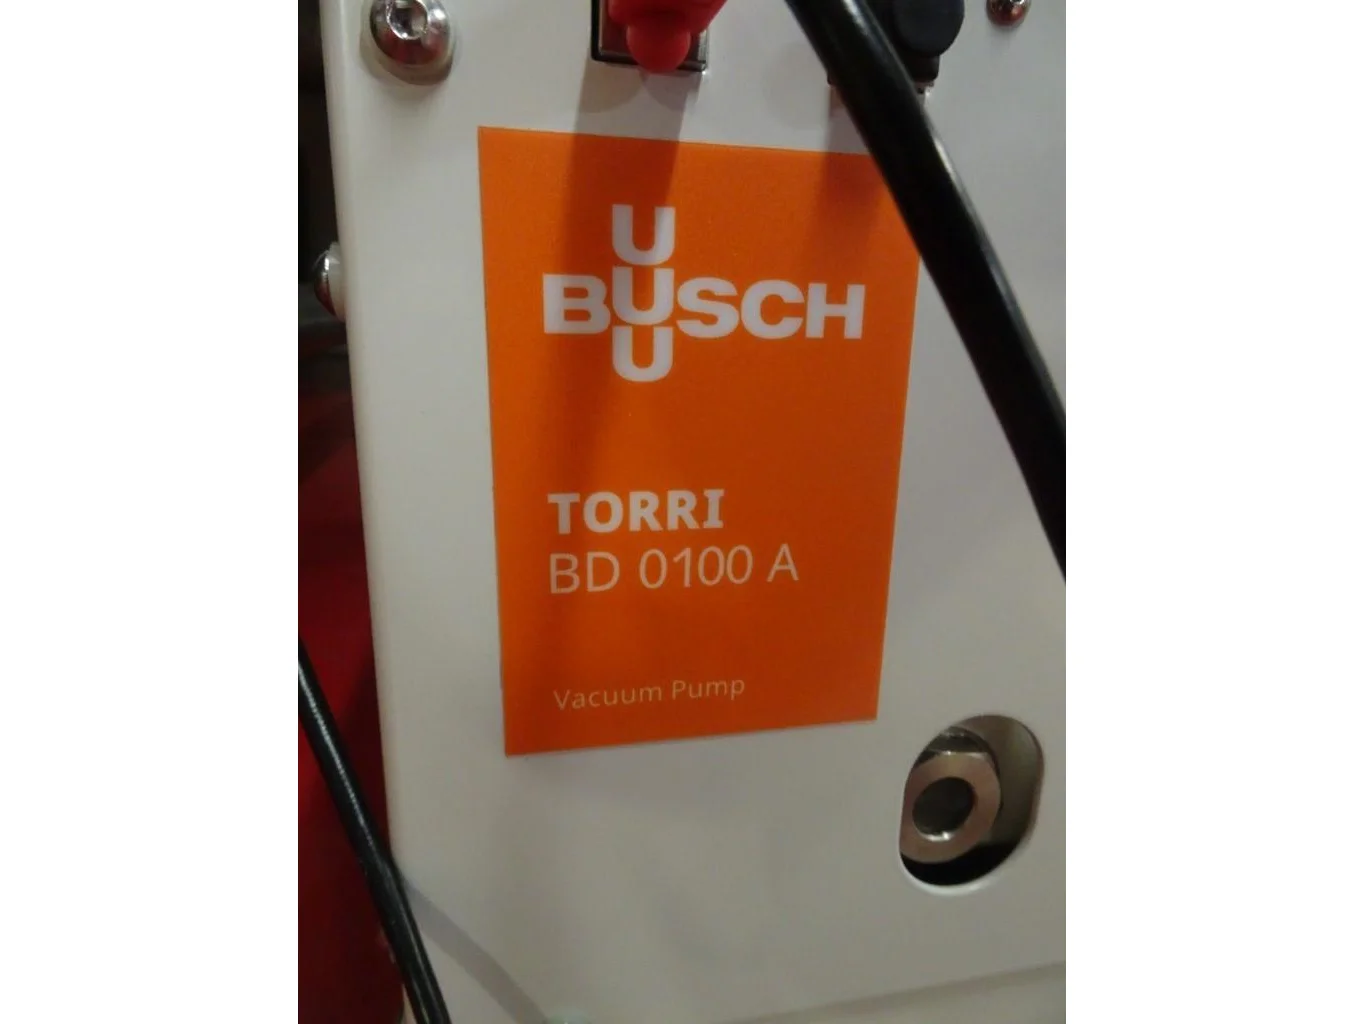 BUSCH
TORRI
BD 0100 A
Vacuum Pump